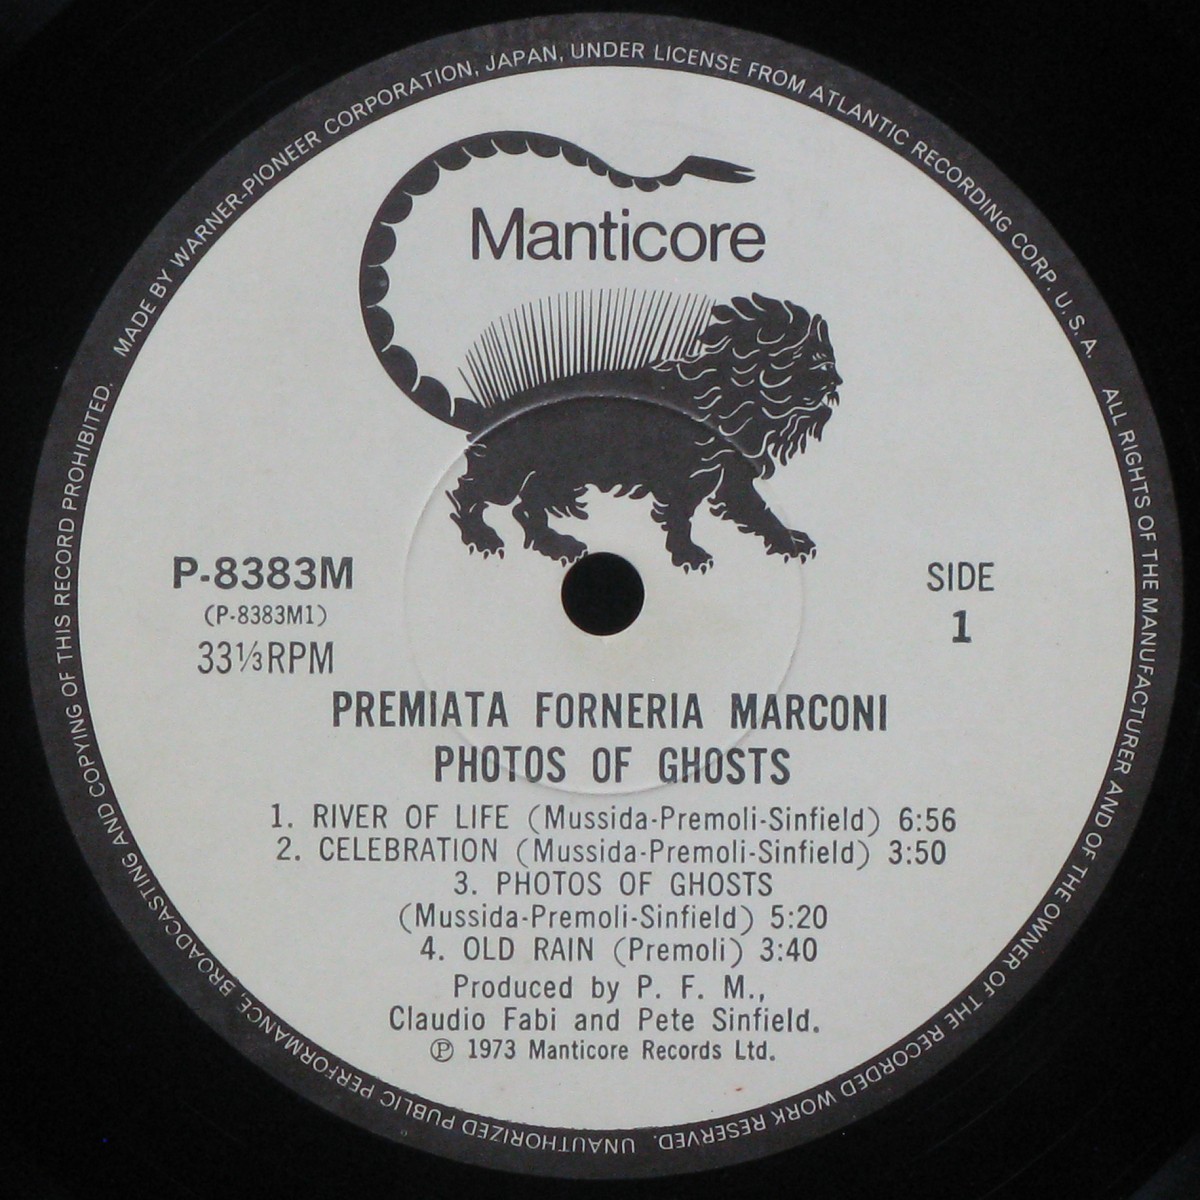 MADE BY WARNER-PIONEER CORPORATION, JAPAN, UNDER LICENSE FROM ATLANTIC RECORDING CORP. U. S. A. ALL RIGHTS OF THE MANUFACTURER AND OF THE OWNER OF THE RECORDED WORK RESERVED. UNAUTHORIZED PUBLIC PERFORMANCE, BROADCASTING AND COPYING OF THIS RECORD PROHIBITED.
Manticore
P-8383M
(P-8383M1)
33⅓ RPM
SIDE
1
PREMIATA FORNERIA MARCONI
PHOTOS OF GHOSTS
1. RIVER OF LIFE (Mussida-Premoli-Sinfield) 6:56
2. CELEBRATION (Mussida-Premoli-Sinfield) 3:50
3. PHOTOS OF GHOSTS
(Mussida-Premoli-Sinfield) 5:20
4. OLD RAIN (Premoli) 3:40
Produced by P. F. M.,
Claudio Fabi and Pete Sinfield.
℗ 1973 Manticore Records Ltd.